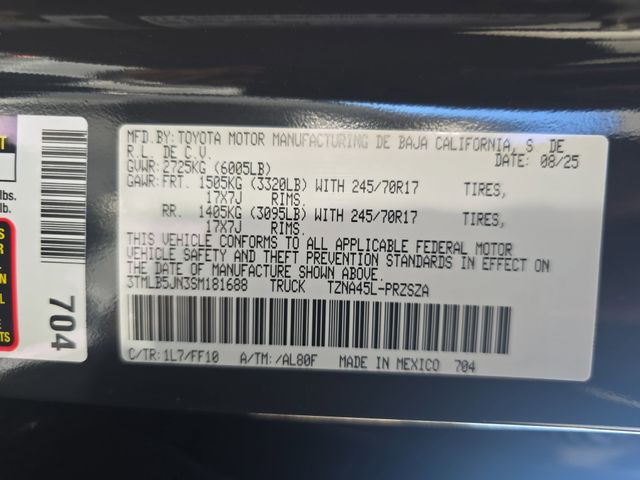 MFD.BY:TOYOTA MOTOR MANUFACTURING DE BAJA CALIFORNIA, S DE
R.L. DE C.V. DATE: 08/25
GVWR:2725KG (6005LB)
GAWR:FRT. 1505KG (3320LB) WITH 245/70R17 TIRES,
17X7J RIMS.
RR. 1405KG (3095LB) WITH 245/70R17 TIRES,
17X7J RIMS.
THIS VEHICLE CONFORMS TO ALL APPLICABLE FEDERAL MOTOR
VEHICLE SAFETY AND THEFT PREVENTION STANDARDS IN EFFECT ON
THE DATE OF MANUFACTURE SHOWN ABOVE.
3TMLB5JN3SM181688 TRUCK TZNA45L-PRZSZA
C/TR:1L7/FF10 A/TM:/AL80F MADE IN MEXICO 704
lbs.
lb.
704